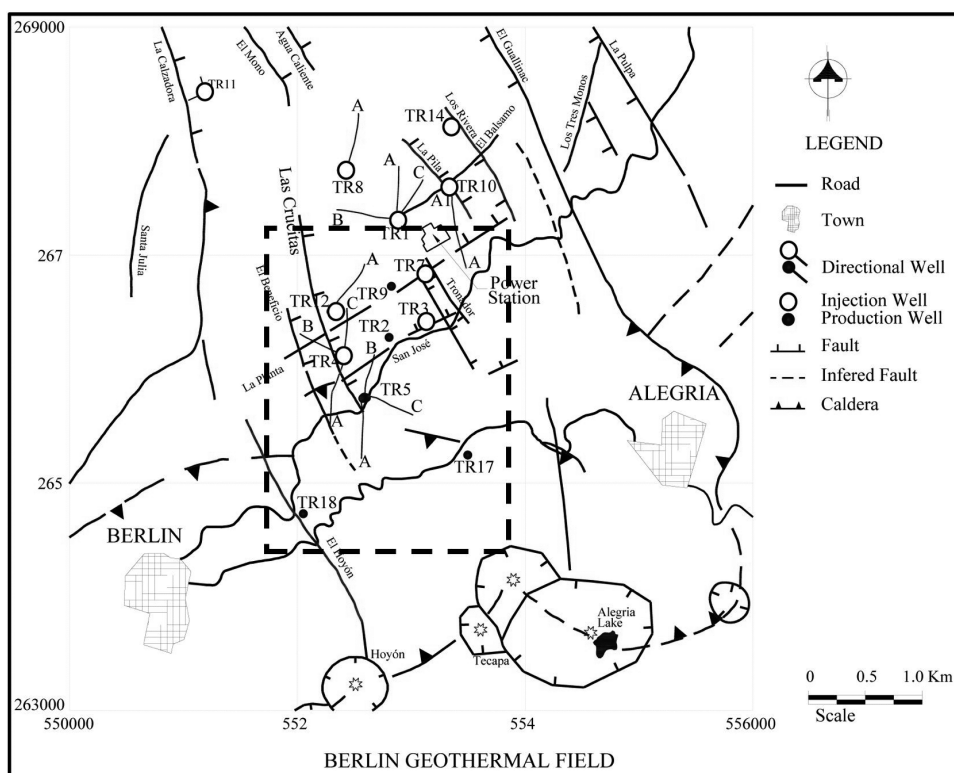 269000
La Calzadora
El Mono
Agua Caliente
El Guallinac
La Pulpa
TR11
A
TR14
Los Rivera
El Balsamo
Los Tres Monos
LEGEND
A
C
La Pila
TR8
TR10
A1
Road
B
TR1
Town
Las Crucitas
Santa Julia
267
A
TR7
A
Directional Well
El Beneficio
TR9
Tronador
Power
Station
TR12
C
TR3
Injection Well
B
TR2
Production Well
TR4
B
San José
Fault
La Planta
TR5
Infered Fault
C
ALEGRIA
Caldera
A
A
TR17
265
TR18
BERLIN
El Hoyón
Alegria
Lake
Hoyón
Tecapa
0 0.5 1.0 Km
263000
Scale
550000 552 554 556000
BERLIN GEOTHERMAL FIELD